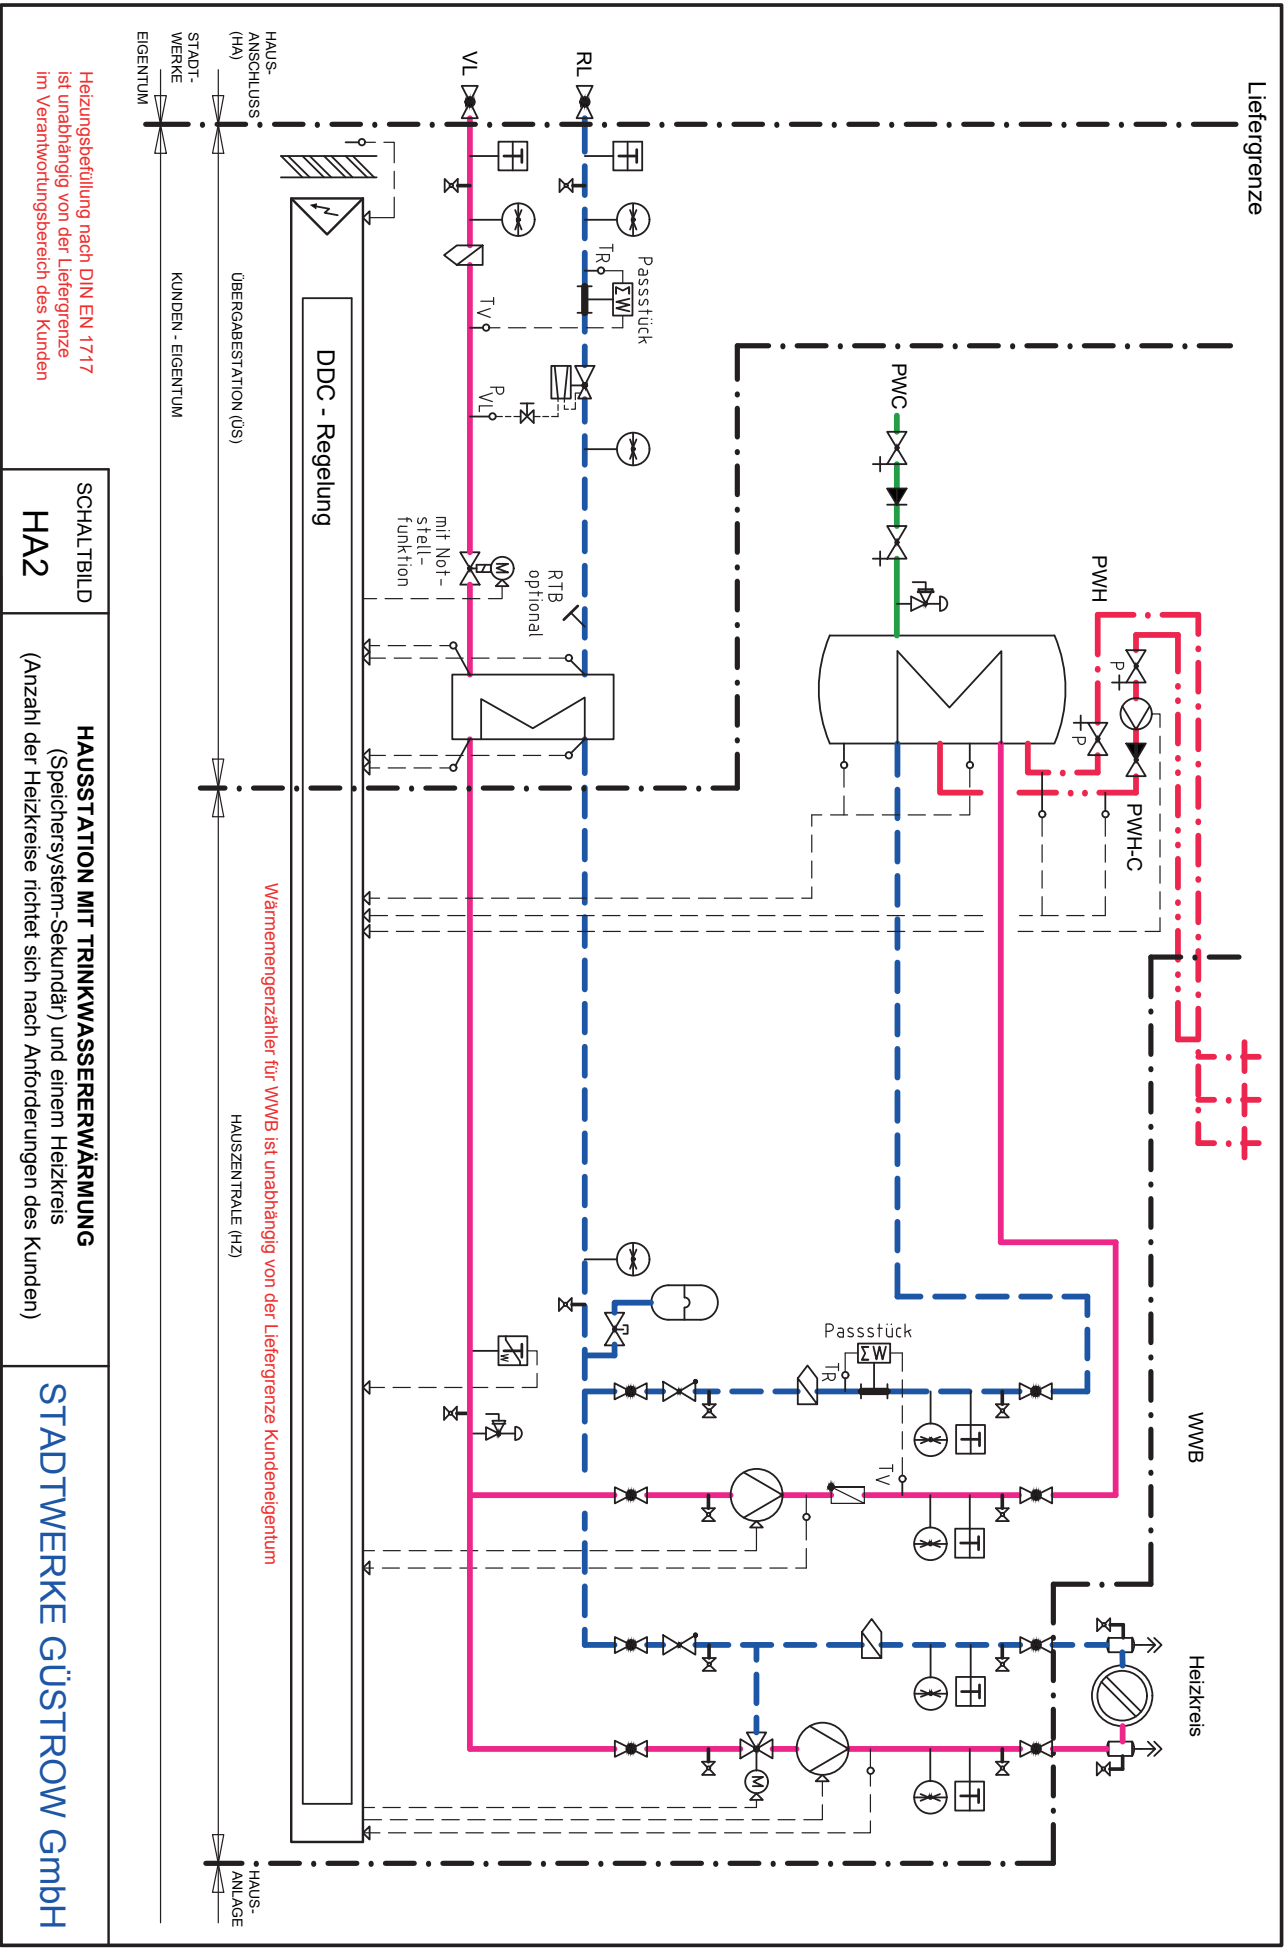 Liefergrenze
PWC
PWH
PWH-C
P
P
WWB
Heizkreis
RL
VL
T
T
T
R
Passstück
ΣW
T
V
P
VL
mit Not-
stell-
funktion
M
RTB
optional
Passstück
ΣW
TR
T
V
T
T
T
T
T
W
M
DDC - Regelung
Wärmemengenzähler für WWB ist unabhängig von der Liefergrenze Kundeneigentum
HAUS-
ANSCHLUSS
(HA)
ÜBERGABESTATION (ÜS)
HAUSZENTRALE (HZ)
HAUS-
ANLAGE
STADT-
WERKE
EIGENTUM
KUNDEN - EIGENTUM
Heizungsbefüllung nach DIN EN 1717
ist unabhängig von der Liefergrenze
im Verantwortungsbereich des Kunden
SCHALTBILD
HA2
HAUSSTATION MIT TRINKWASSERERWÄRMUNG
(Speichersystem-Sekundär) und einem Heizkreis
(Anzahl der Heizkreise richtet sich nach Anforderungen des Kunden)
STADTWERKE GÜSTROW GmbH